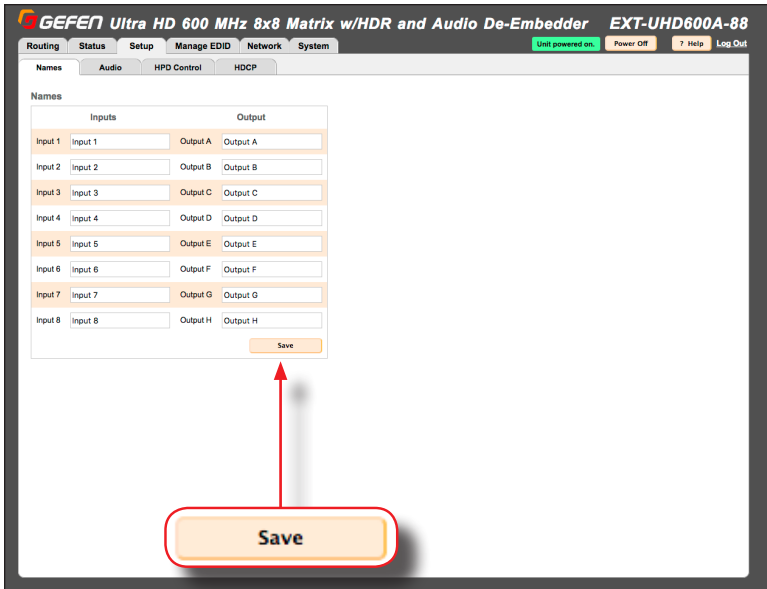 GEFEN Ultra HD 600 MHz 8x8 Matrix w/HDR and Audio De-Embedder EXT-UHD600A-88
Routing Status Setup Manage EDID Network System Unit powered on. Power Off ? Help Log Out
Names Audio HPD Control HDCP
Names
Inputs Output
Input 1 Input 1 Output A Output A
Input 2 Input 2 Output B Output B
Input 3 Input 3 Output C Output C
Input 4 Input 4 Output D Output D
Input 5 Input 5 Output E Output E
Input 6 Input 6 Output F Output F
Input 7 Input 7 Output G Output G
Input 8 Input 8 Output H Output H
Save
Save